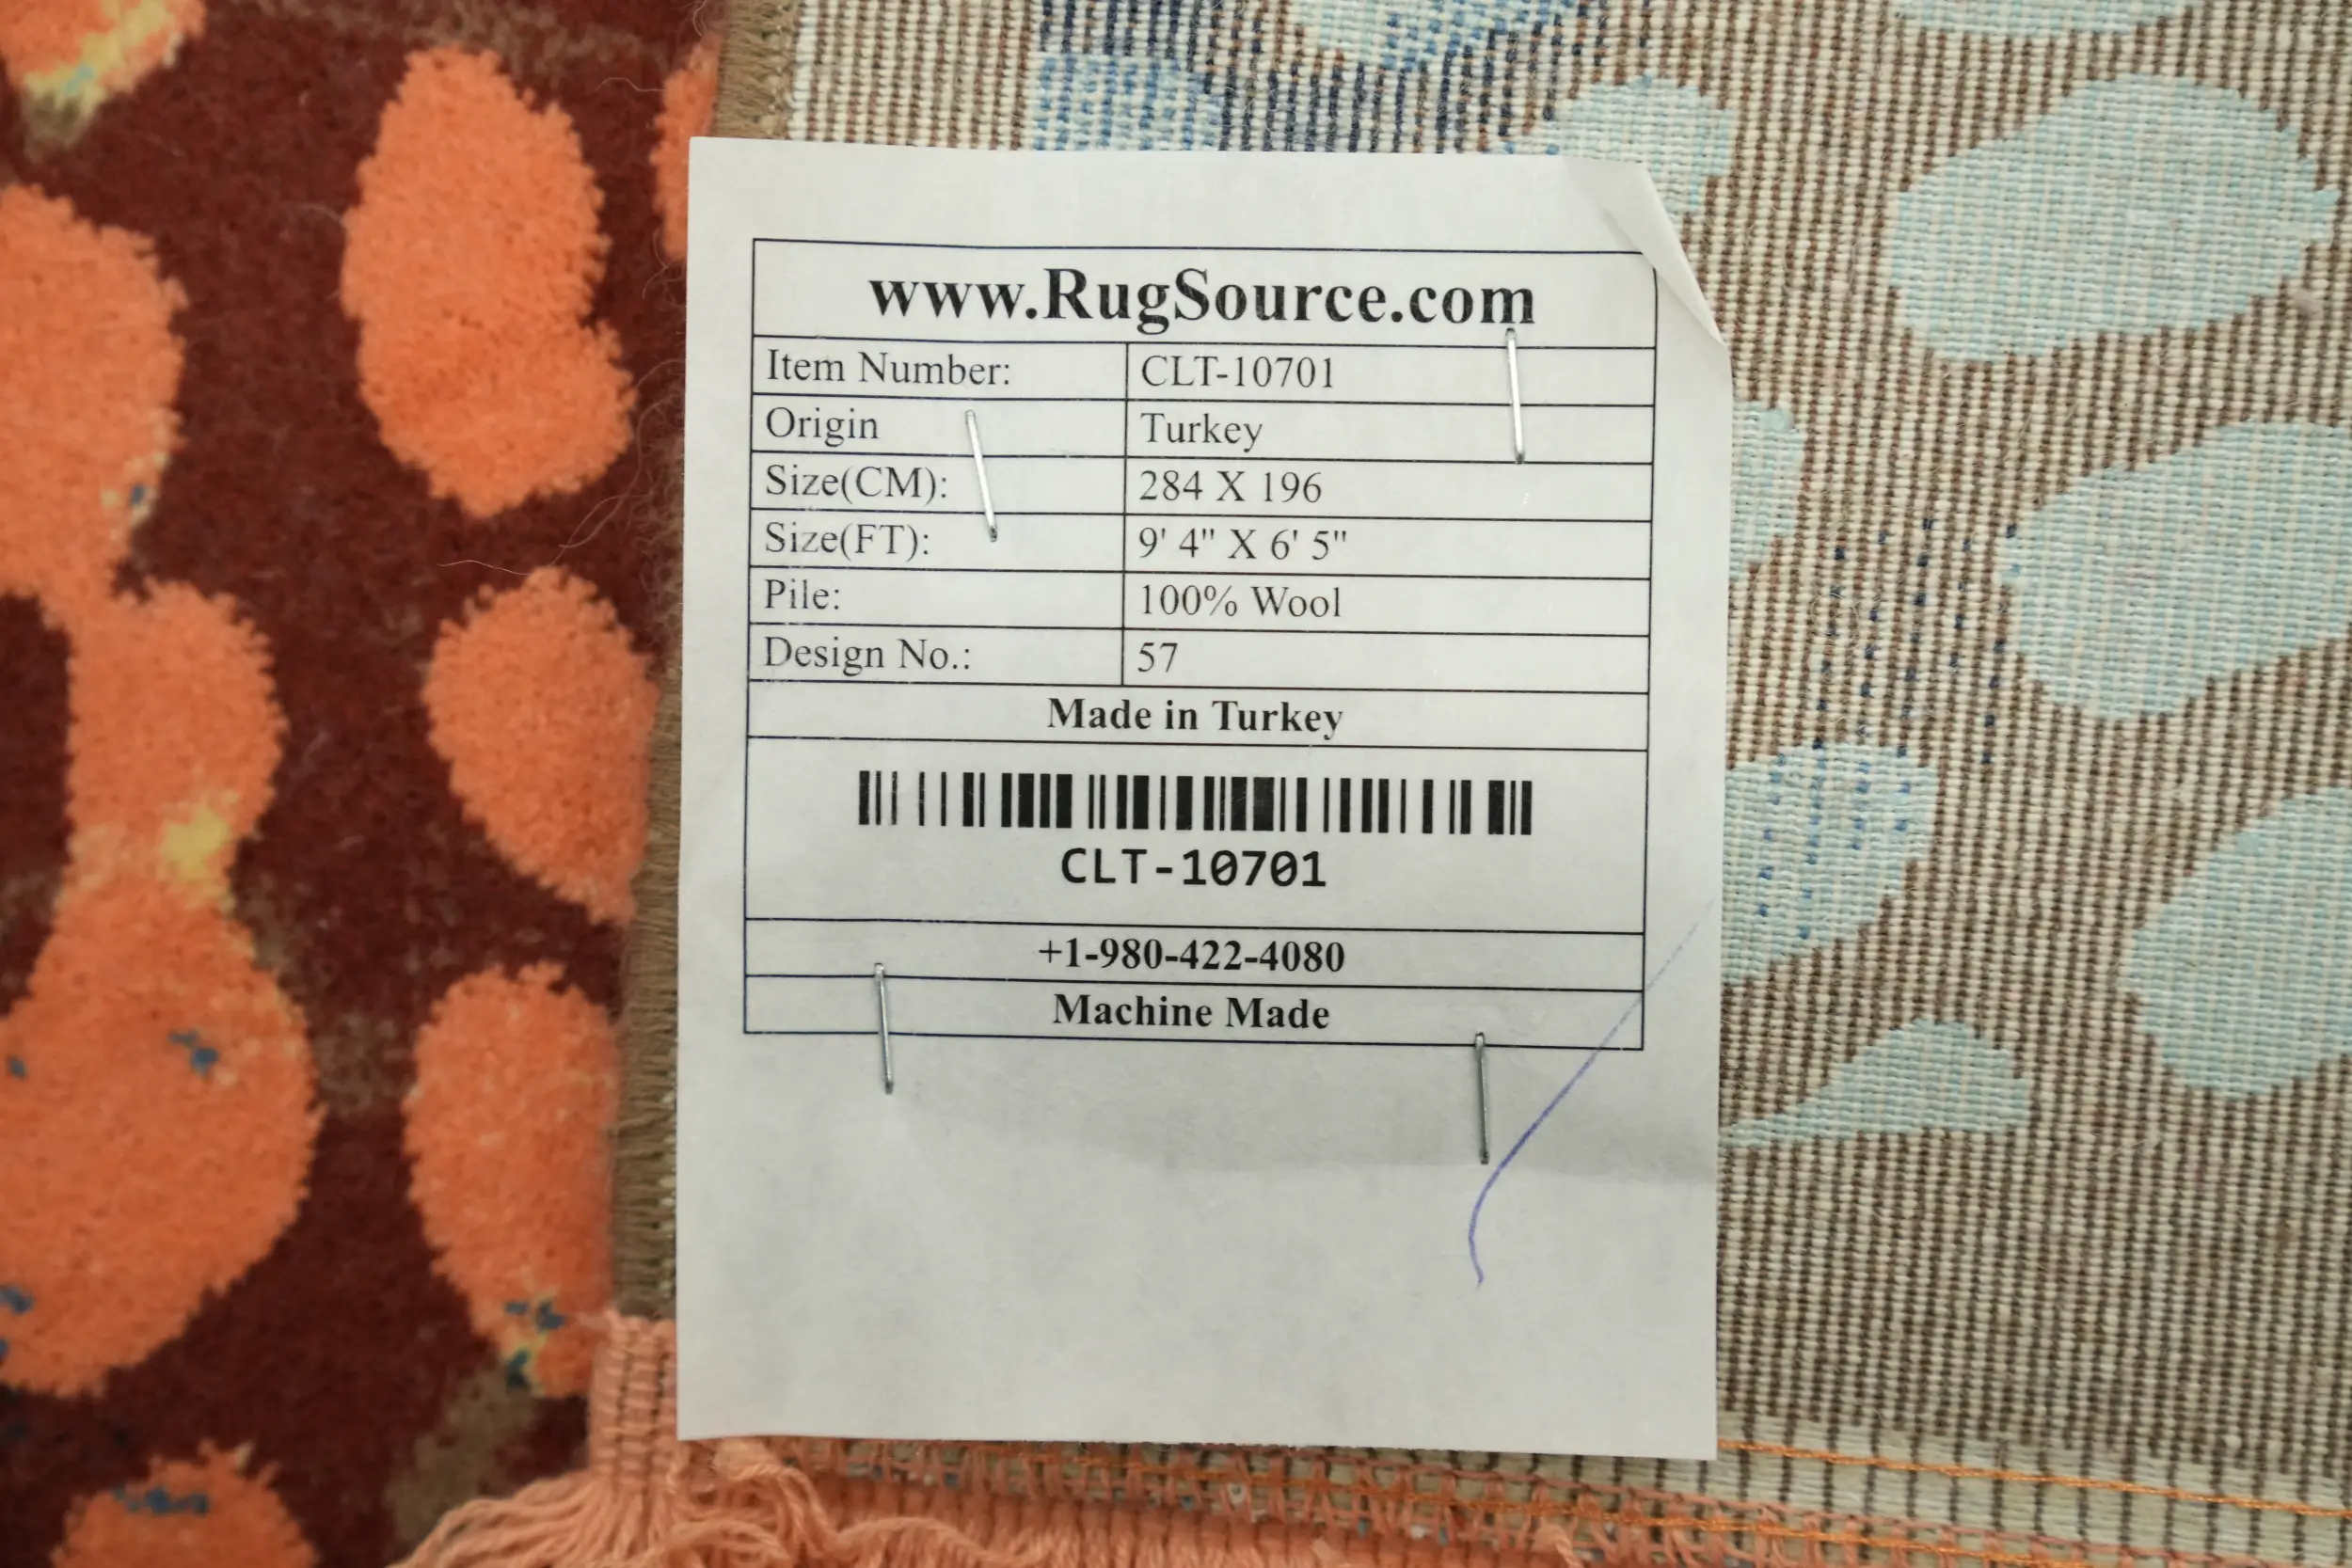 www.RugSource.com
Item Number: CLT-10701
Origin Turkey
Size(CM): 284 X 196
Size(FT): 9' 4" X 6' 5"
Pile: 100% Wool
Design No.: 57
Made in Turkey
CLT-10701
+1-980-422-4080
Machine Made